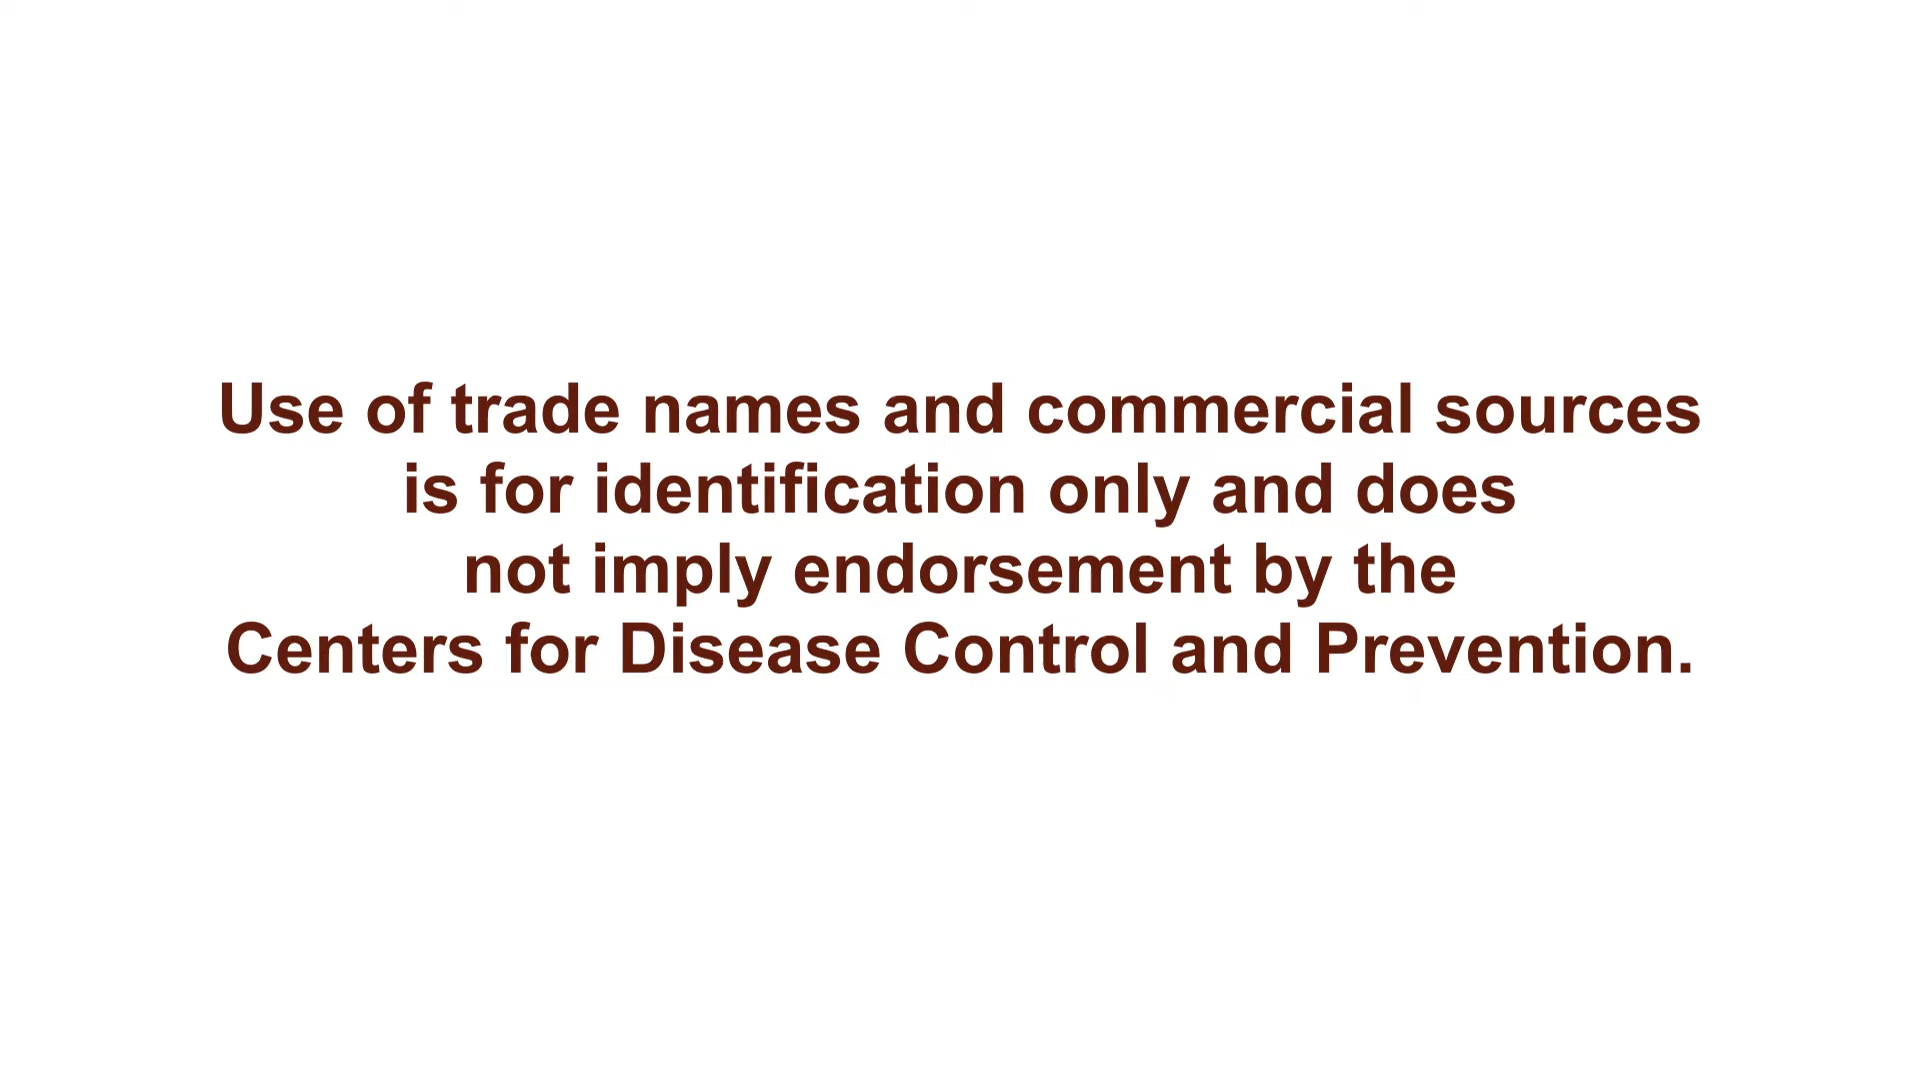 Use of trade names and commercial sources
is for identification only and does
not imply endorsement by the
Centers for Disease Control and Prevention.